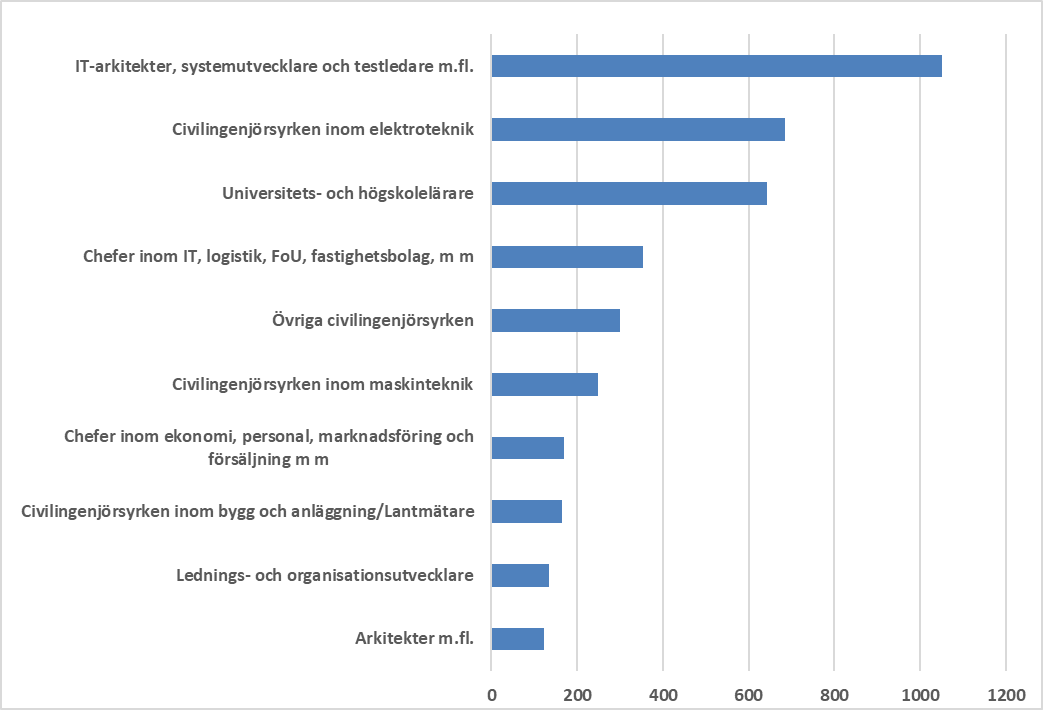 IT-arkitekter, systemutvecklare och testledare m.fl.
Civilingenjörsyrken inom elektroteknik
Universitets- och högskolelärare
Chefer inom IT, logistik, FoU, fastighetsbolag, m m
Övriga civilingenjörsyrken
Civilingenjörsyrken inom maskinteknik
Chefer inom ekonomi, personal, marknadsföring och
försäljning m m
Civilingenjörsyrken inom bygg och anläggning/Lantmätare
Lednings- och organisationsutvecklare
Arkitekter m.fl.
0 200 400 600 800 1000 1200